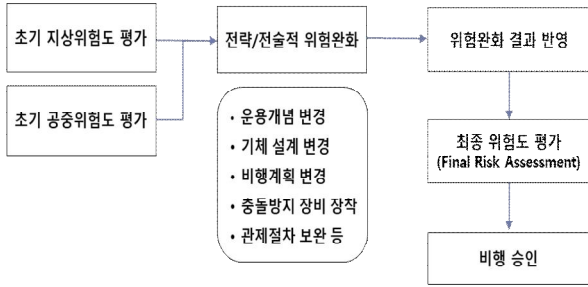 초기 지상위험도 평가
초기 공중위험도 평가
전략/전술적 위험완화
• 운용개념 변경
• 기체 설계 변경
• 비행계획 변경
• 충돌방지 장비 장착
• 관제절차 보완 등
위험완화 결과 반영
최종 위험도 평가
(Final Risk Assessment)
비행 승인